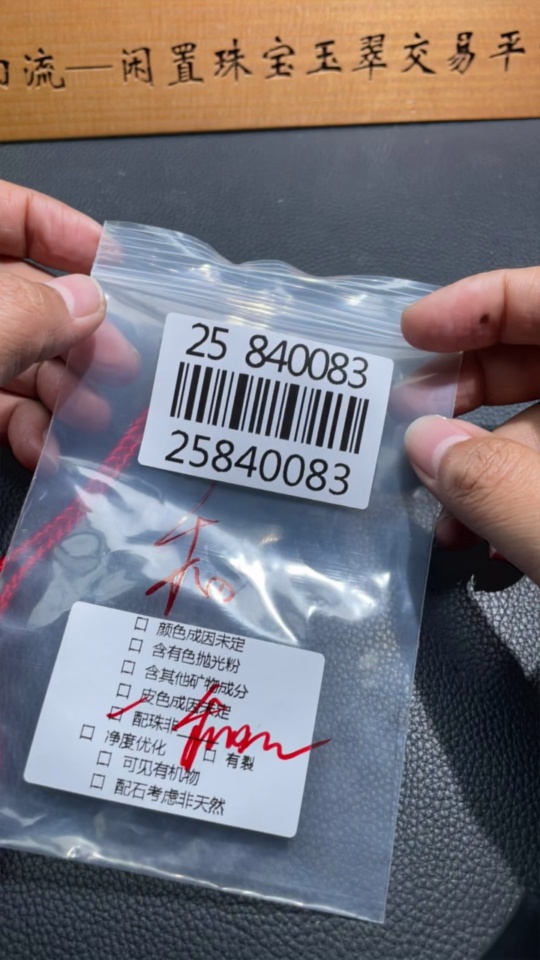 流—闲置珠宝玉翠交易平
25 840083
25840083
和
□ 颜色成因未定
□ 含有色抛光粉
□ 含其他矿物成分
□ 皮色成因未定
□ 配珠非
□ 净度优化 □ 有裂
□ 可见有机物
□ 配石考虑非天然